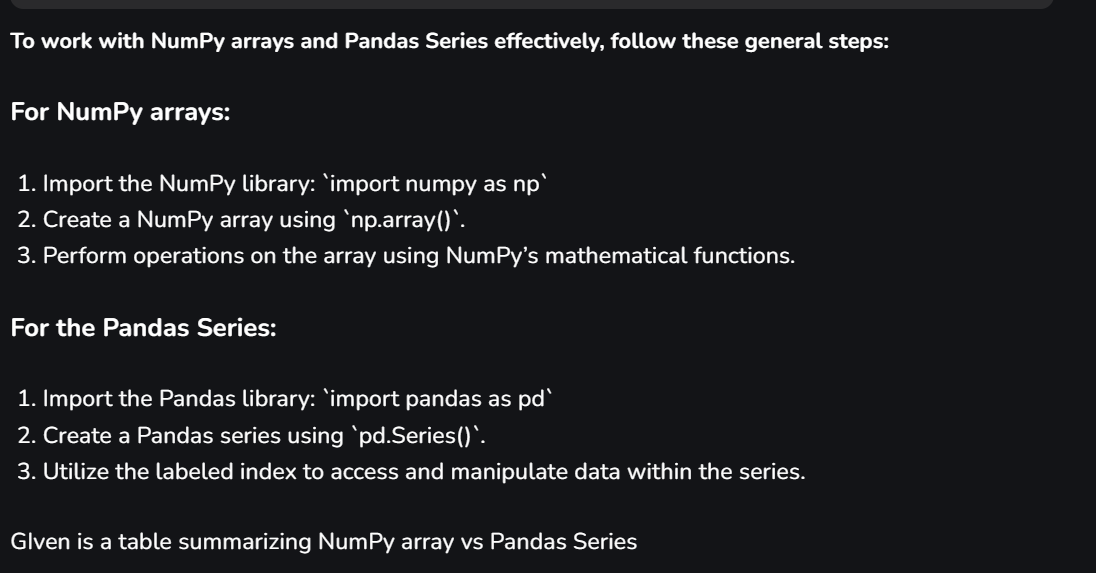 To work with NumPy arrays and Pandas Series effectively, follow these general steps:
For NumPy arrays:
1. Import the NumPy library: `import numpy as np`
2. Create a NumPy array using `np.array()`.
3. Perform operations on the array using NumPy’s mathematical functions.
For the Pandas Series:
1. Import the Pandas library: `import pandas as pd`
2. Create a Pandas series using `pd.Series()`.
3. Utilize the labeled index to access and manipulate data within the series.
GIven is a table summarizing NumPy array vs Pandas Series